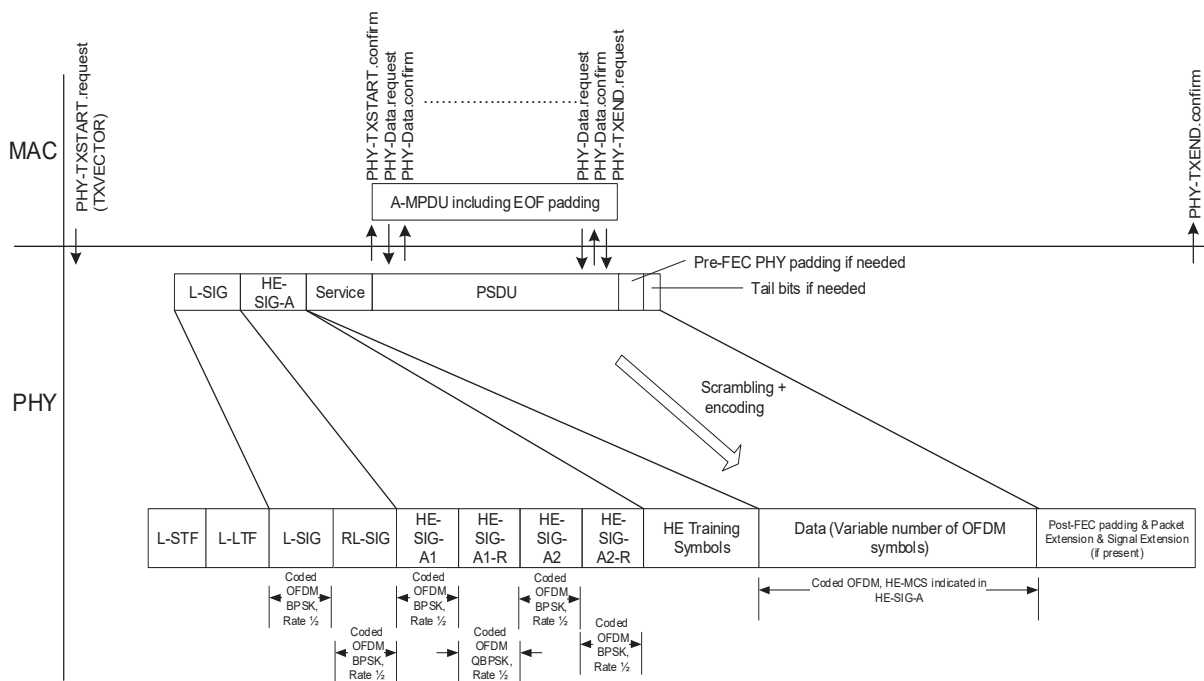 MAC
PHY-TXSTART.request
(TXVECTOR)
PHY-TXSTART.confirm
PHY-Data.request
PHY-Data.confirm
........................
PHY-Data.request
PHY-Data.confirm
PHY-TXEND.request
PHY-TXEND.confirm
A-MPDU including EOF padding
Pre-FEC PHY padding if needed
Tail bits if needed
L-SIG
HE-
SIG-A
Service
PSDU
PHY
Scrambling +
encoding
L-STF
L-LTF
L-SIG
RL-SIG
HE-
SIG-
A1
HE-
SIG-
A1-R
HE-
SIG-
A2
HE-
SIG-
A2-R
HE Training
Symbols
Data (Variable number of OFDM
symbols)
Post-FEC padding & Packet
Extension & Signal Extension
(if present)
Coded
OFDM,
BPSK,
Rate ½
Coded
OFDM,
BPSK,
Rate ½
Coded
OFDM,
BPSK,
Rate ½
Coded OFDM, HE-MCS indicated in
HE-SIG-A
Coded
OFDM,
BPSK,
Rate ½
Coded
OFDM
QBPSK,
Rate ½
Coded
OFDM,
BPSK,
Rate ½